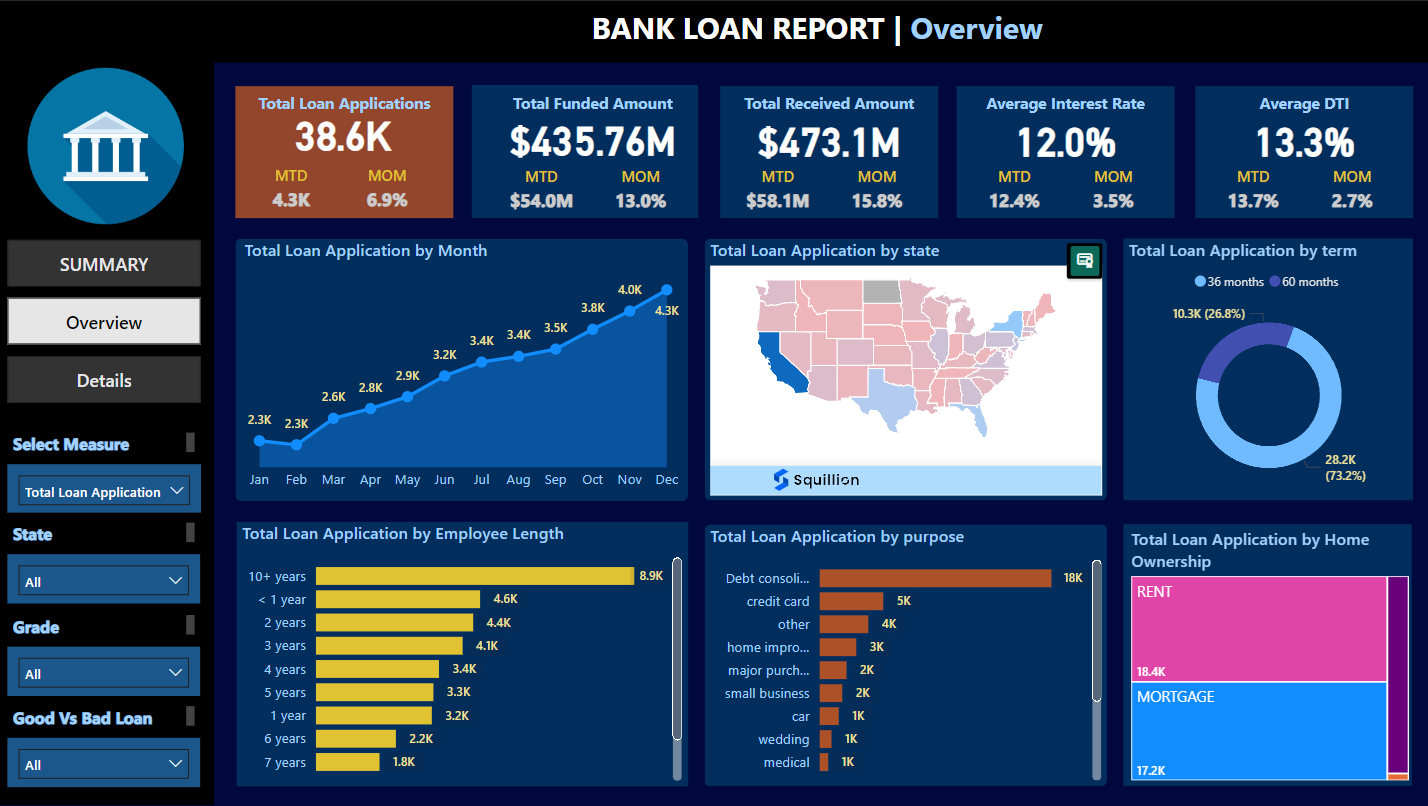 BANK LOAN REPORT | Overview
Total Loan Applications
38.6K
MTD MOM
4.3K 6.9%
Total Funded Amount
$435.76M
MTD MOM
$54.0M 13.0%
Total Received Amount
$473.1M
MTD MOM
$58.1M 15.8%
Average Interest Rate
12.0%
MTD MOM
12.4% 3.5%
Average DTI
13.3%
MTD MOM
13.7% 2.7%
SUMMARY
Overview
Details
Select Measure
Total Loan Application
State
All
Grade
All
Good Vs Bad Loan
All
Total Loan Application by Month
2.3K
2.3K
2.6K
2.8K
2.9K
3.2K
3.4K
3.4K
3.5K
3.8K
4.0K
4.3K
Jan Feb Mar Apr May Jun Jul Aug Sep Oct Nov Dec
Total Loan Application by state
Squillion
Total Loan Application by term
36 months 60 months
10.3K (26.8%)
28.2K
(73.2%)
Total Loan Application by Employee Length
10+ years 8.9K
< 1 year 4.6K
2 years 4.4K
3 years 4.1K
4 years 3.4K
5 years 3.3K
1 year 3.2K
6 years 2.2K
7 years 1.8K
Total Loan Application by purpose
Debt consoli... 18K
credit card 5K
other 4K
home impro... 3K
major purch... 2K
small business 2K
car 1K
wedding 1K
medical 1K
Total Loan Application by Home
Ownership
RENT
18.4K
MORTGAGE
17.2K